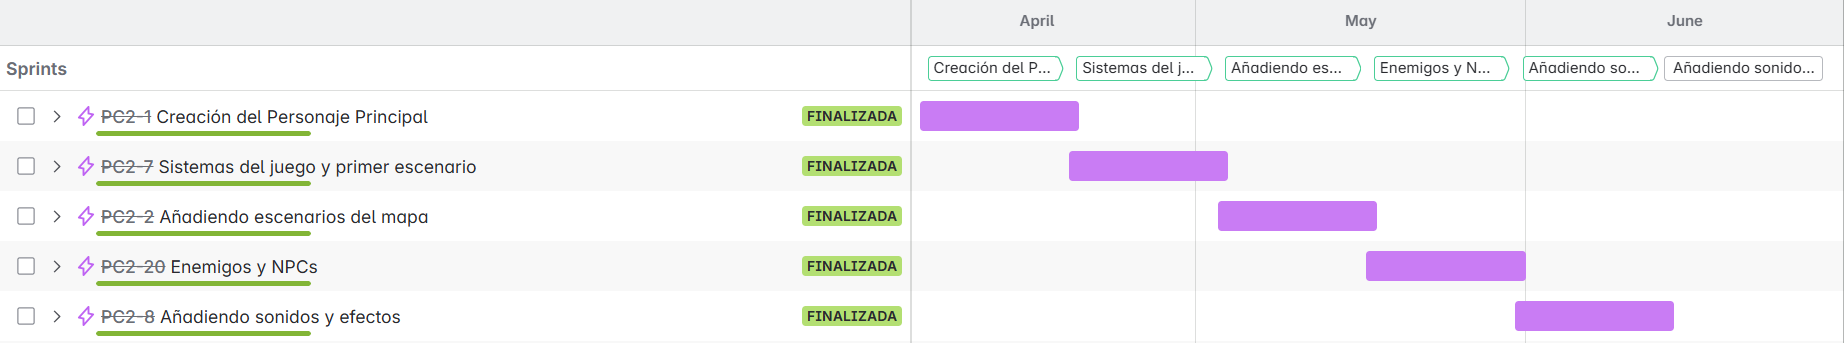 April May June
Sprints Creación del P... Sistemas del j... Añadiendo es... Enemigos y N... Añadiendo so... Añadiendo sonido...
PC2-1 Creación del Personaje Principal FINALIZADA
PC2-7 Sistemas del juego y primer escenario FINALIZADA
PC2-2 Añadiendo escenarios del mapa FINALIZADA
PC2-20 Enemigos y NPCs FINALIZADA
PC2-8 Añadiendo sonidos y efectos FINALIZADA